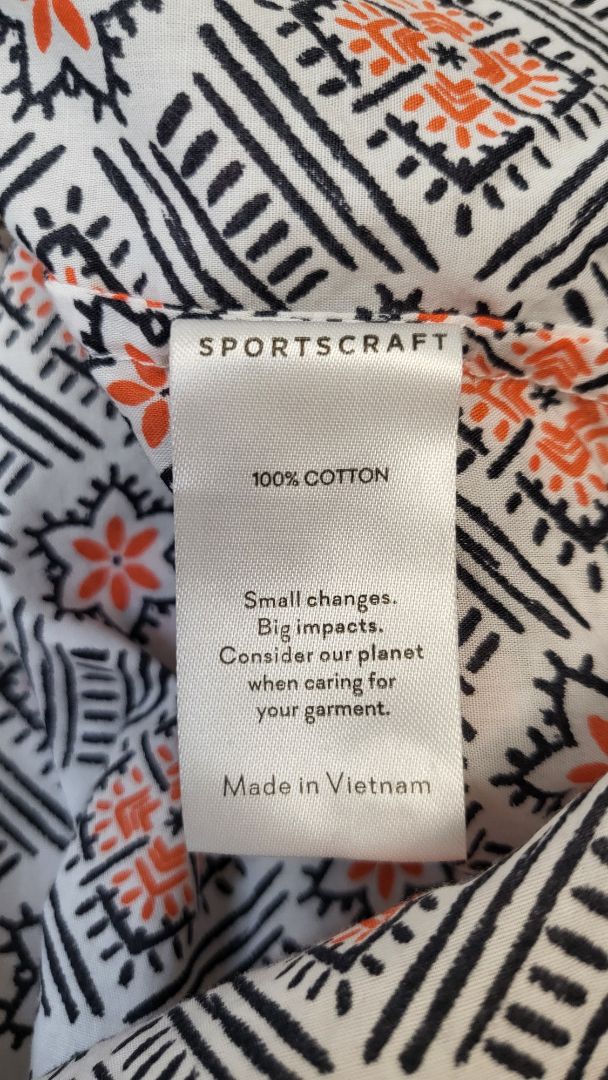 SPORTSCRAFT
100% COTTON
Small changes.
Big impacts.
Consider our planet
when caring for
your garment.
Made in Vietnam